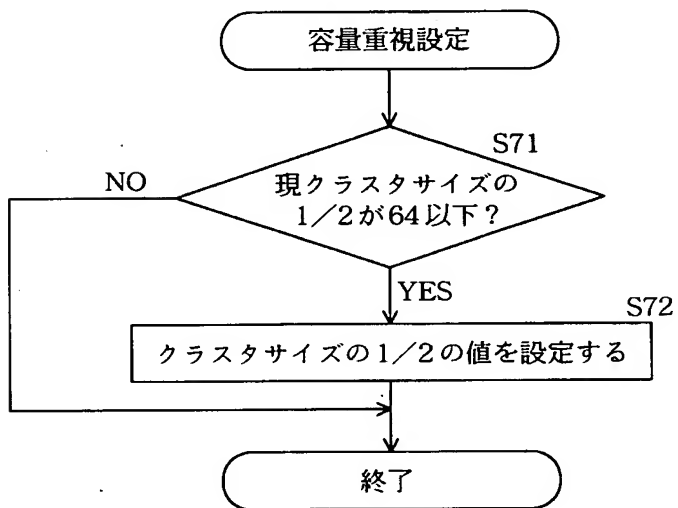 容量重視設定
S71
NO
現クラスタサイズの
1／2が64以下？
YES
S72
クラスタサイズの1／2の値を設定する
終了